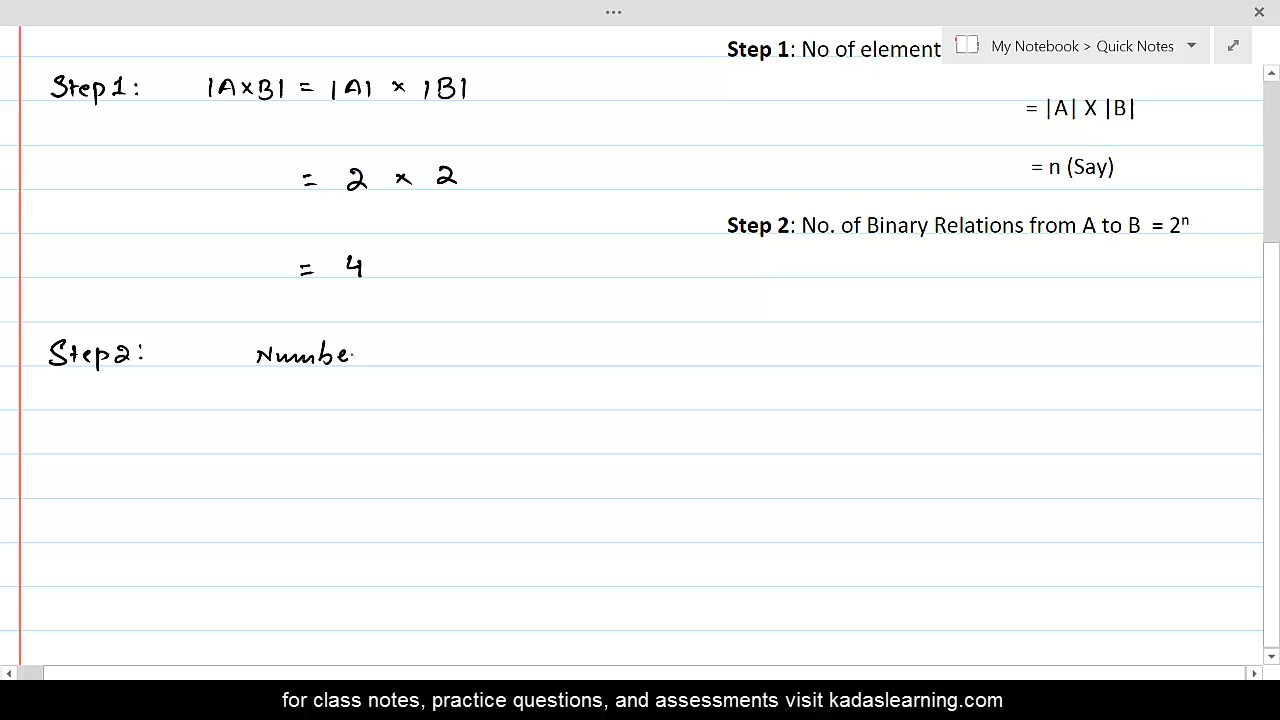 ...
Step 1: No of element
My Notebook > Quick Notes
Step 1: |A×B| = |A| × |B|
= |A| X |B|
= 2 × 2
= n (Say)
Step 2: No. of Binary Relations from A to B = 2ⁿ
= 4
Step 2: Numbe
for class notes, practice questions, and assessments visit kadaslearning.com